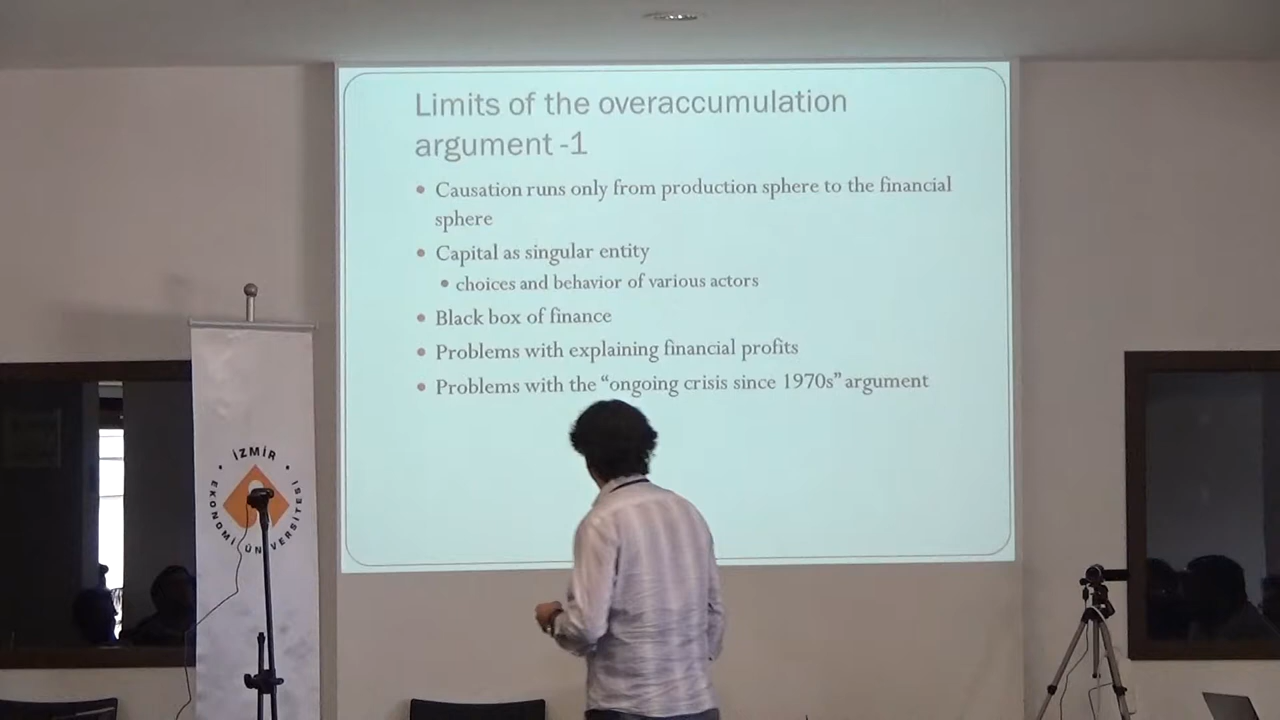 Limits of the overaccumulation
argument -1
• Causation runs only from production sphere to the financial
sphere
• Capital as singular entity
• choices and behavior of various actors
• Black box of finance
• Problems with explaining financial profits
• Problems with the “ongoing crisis since 1970s” argument
İZMİR
EKONOMİ ÜNİVERSİTESİ